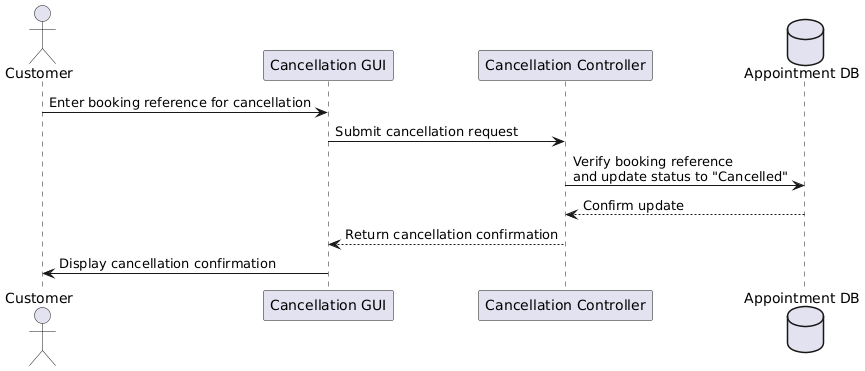 Customer
Cancellation GUI
Cancellation Controller
Appointment DB
Enter booking reference for cancellation
Submit cancellation request
Verify booking reference
and update status to "Cancelled"
Confirm update
Return cancellation confirmation
Display cancellation confirmation
Customer
Cancellation GUI
Cancellation Controller
Appointment DB